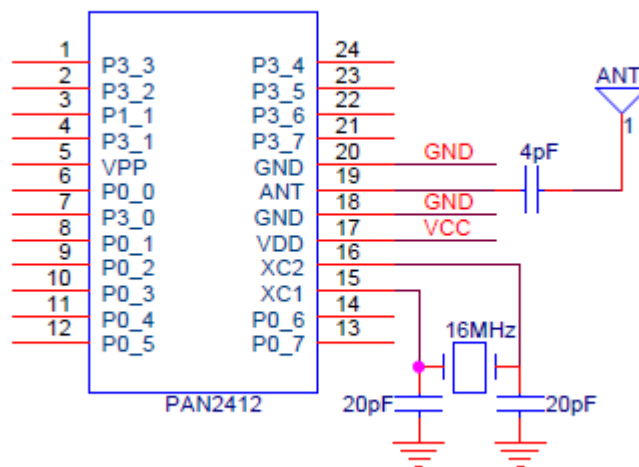 1 P3_3 P3_4 24
2 P3_2 P3_5 23
3 P1_1 P3_6 22
4 P3_1 P3_7 21
5 VPP GND 20 GND
6 P0_0 ANT 19 4pF ANT 1
7 P3_0 GND 18 GND
8 P0_1 VDD 17 VCC
9 P0_2 XC2 16
10 P0_3 XC1 15
11 P0_4 P0_6 14
12 P0_5 P0_7 13
16MHz
PAN2412
20pF 20pF